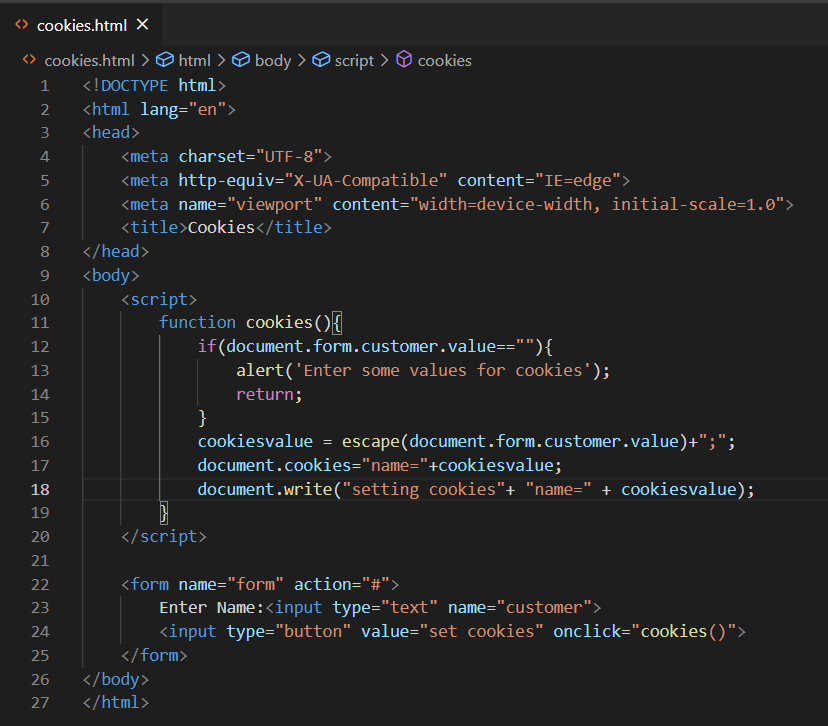 cookies.html
cookies.html > html > body > script > cookies
1 <!DOCTYPE html>
2 <html lang="en">
3 <head>
4     <meta charset="UTF-8">
5     <meta http-equiv="X-UA-Compatible" content="IE=edge">
6     <meta name="viewport" content="width=device-width, initial-scale=1.0">
7     <title>Cookies</title>
8 </head>
9 <body>
10     <script>
11         function cookies(){
12             if(document.form.customer.value==""){
13                 alert('Enter some values for cookies');
14                 return;
15             }
16             cookiesvalue = escape(document.form.customer.value)+";";
17             document.cookies="name="+cookiesvalue;
18             document.write("setting cookies"+ "name=" + cookiesvalue);
19         }
20     </script>
21
22     <form name="form" action="#">
23         Enter Name:<input type="text" name="customer">
24         <input type="button" value="set cookies" onclick="cookies()">
25     </form>
26 </body>
27 </html>